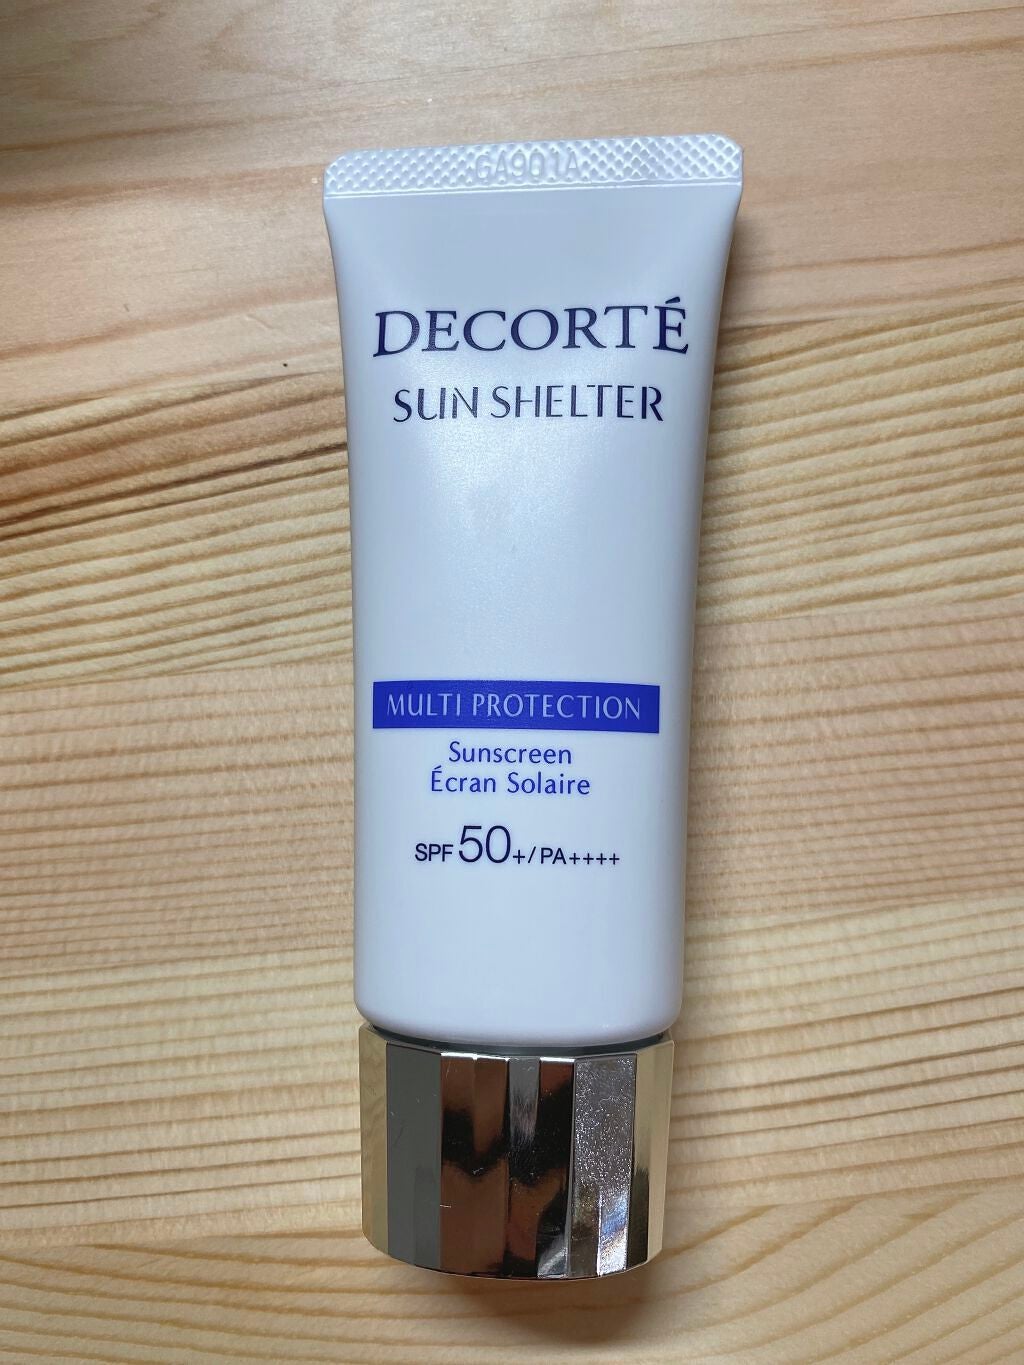 GA901A
DECORTÉ
SUN SHELTER
MULTI PROTECTION
Sunscreen
Écran Solaire
SPF 50+/PA++++